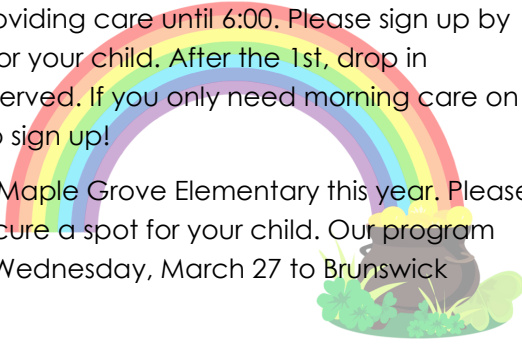 oviding care until 6:00. Please sign up by
or your child. After the 1st, drop in
erved. If you only need morning care on
o sign up!
Maple Grove Elementary this year. Please
cure a spot for your child. Our program
Wednesday, March 27 to Brunswick